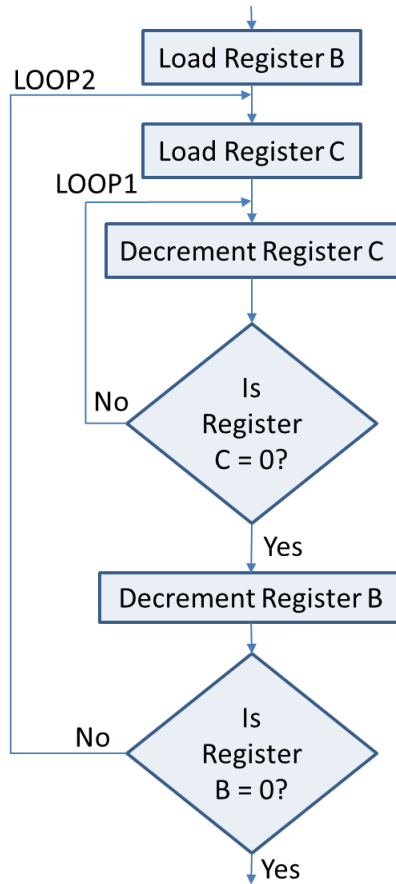 Load Register B
LOOP2
Load Register C
LOOP1
Decrement Register C
Is
Register
C = 0?
No
Yes
Decrement Register B
Is
Register
B = 0?
No
Yes